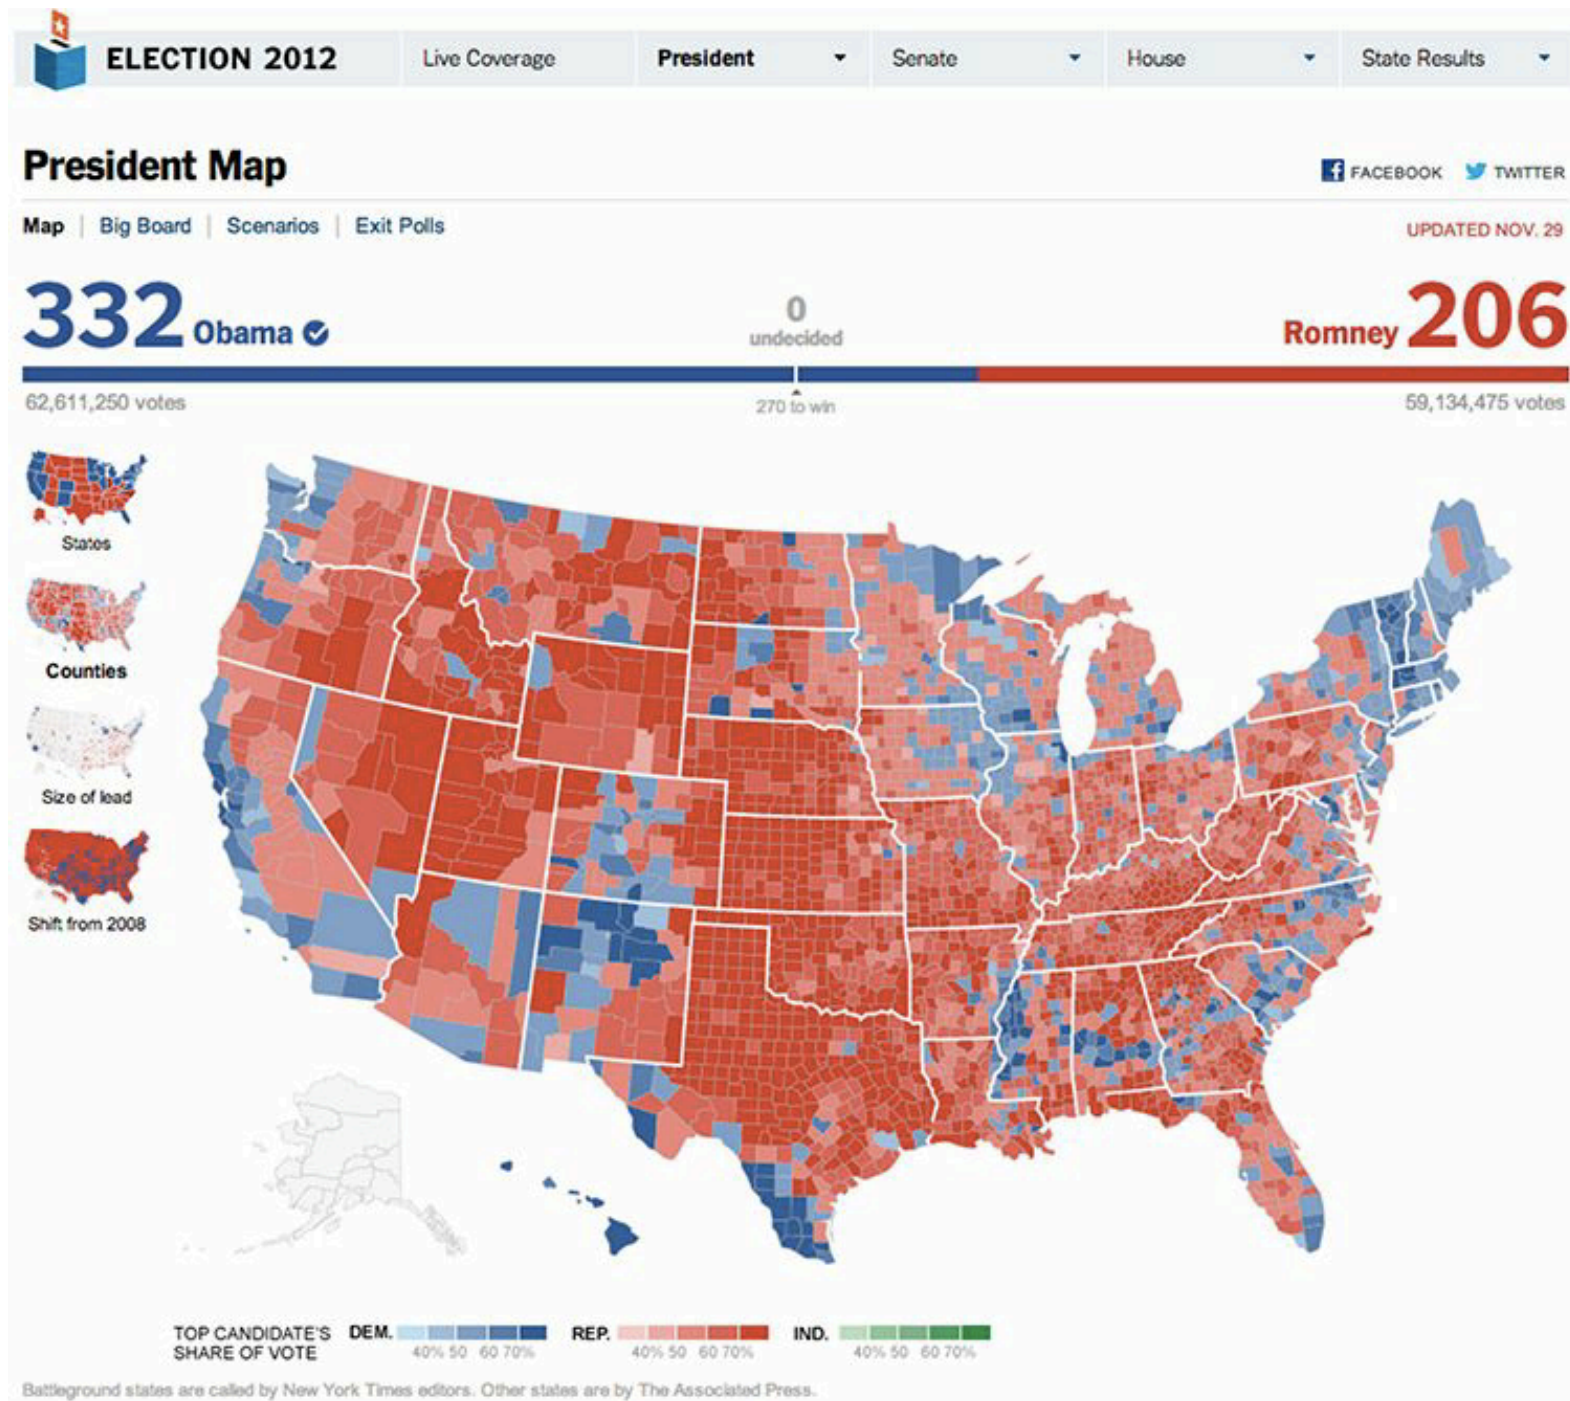 ELECTION 2012 Live Coverage President Senate House State Results
President Map
FACEBOOK TWITTER
Map | Big Board | Scenarios | Exit Polls
UPDATED NOV. 29
332 Obama
0
undecided
Romney 206
62,611,250 votes
270 to win
59,134,475 votes
States
Counties
Size of lead
Shift from 2008
TOP CANDIDATE'S
SHARE OF VOTE
DEM.
40% 50 60 70%
REP.
40% 50 60 70%
IND.
40% 50 60 70%
Battleground states are called by New York Times editors. Other states are by The Associated Press.